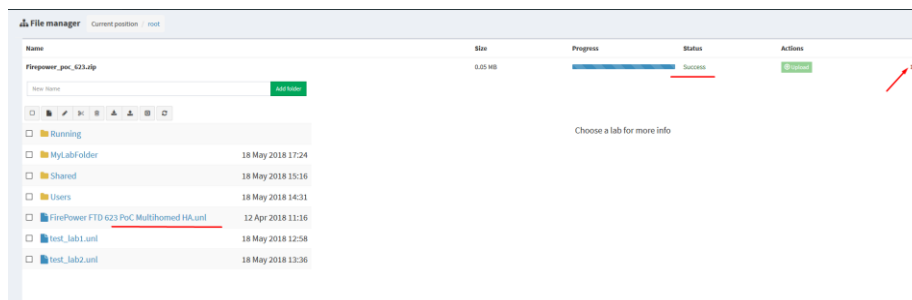 File manager Current position / root
Name Size Progress Status Actions
Firepower_poc_623.zip 0.05 MB Success Upload
New Name Add folder
Running
Choose a lab for more info
MyLabFolder 18 May 2018 17:24
Shared 18 May 2018 15:16
Users 18 May 2018 14:31
FirePower FTD 623 PoC Multihomed HA.unl 12 Apr 2018 11:16
test_lab1.unl 18 May 2018 12:58
test_lab2.unl 18 May 2018 13:36